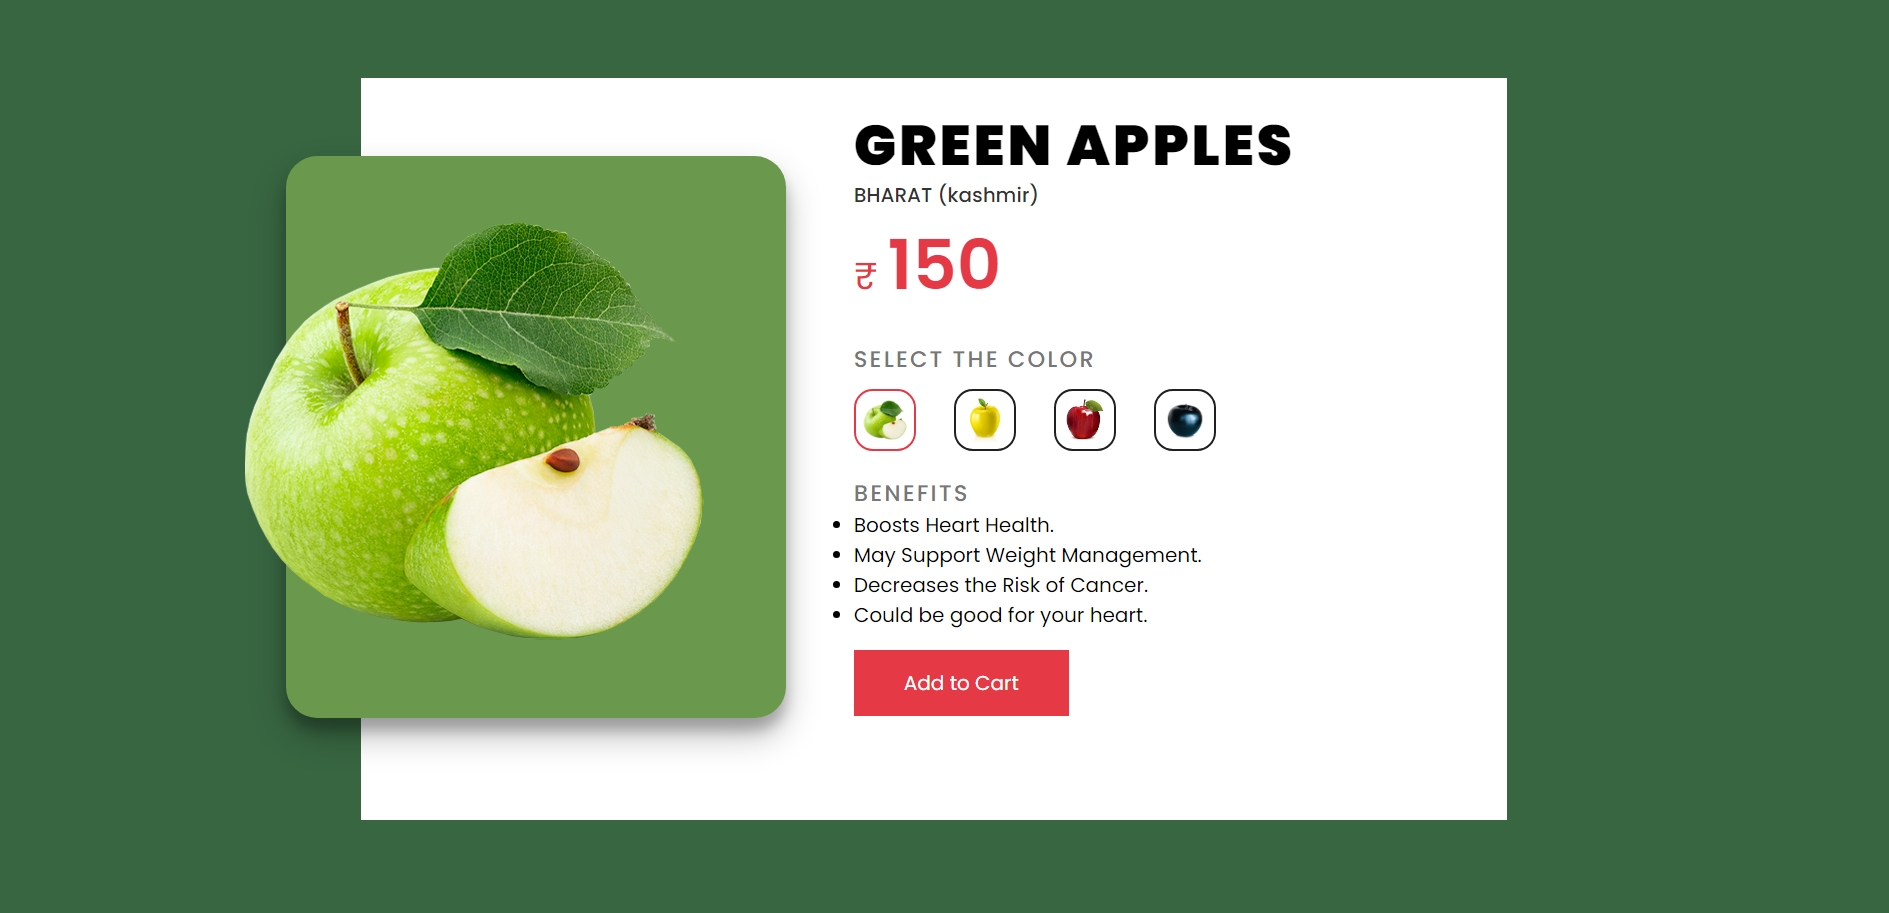 GREEN APPLES
BHARAT (kashmir)
₹ 150
SELECT THE COLOR
BENEFITS
Boosts Heart Health.
May Support Weight Management.
Decreases the Risk of Cancer.
Could be good for your heart.
Add to Cart